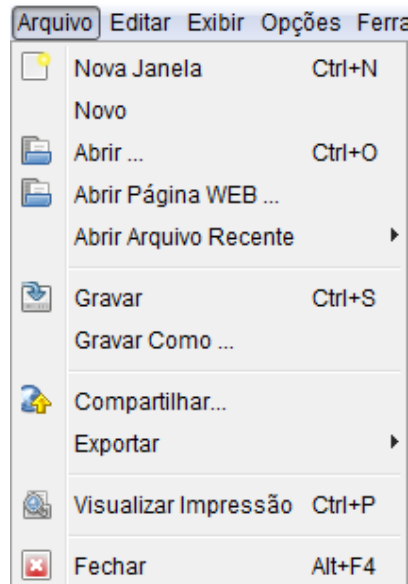 Arquivo Editar Exibir Opções Ferra
Nova Janela Ctrl+N
Novo
Abrir ... Ctrl+O
Abrir Página WEB ...
Abrir Arquivo Recente
Gravar Ctrl+S
Gravar Como ...
Compartilhar...
Exportar
Visualizar Impressão Ctrl+P
Fechar Alt+F4